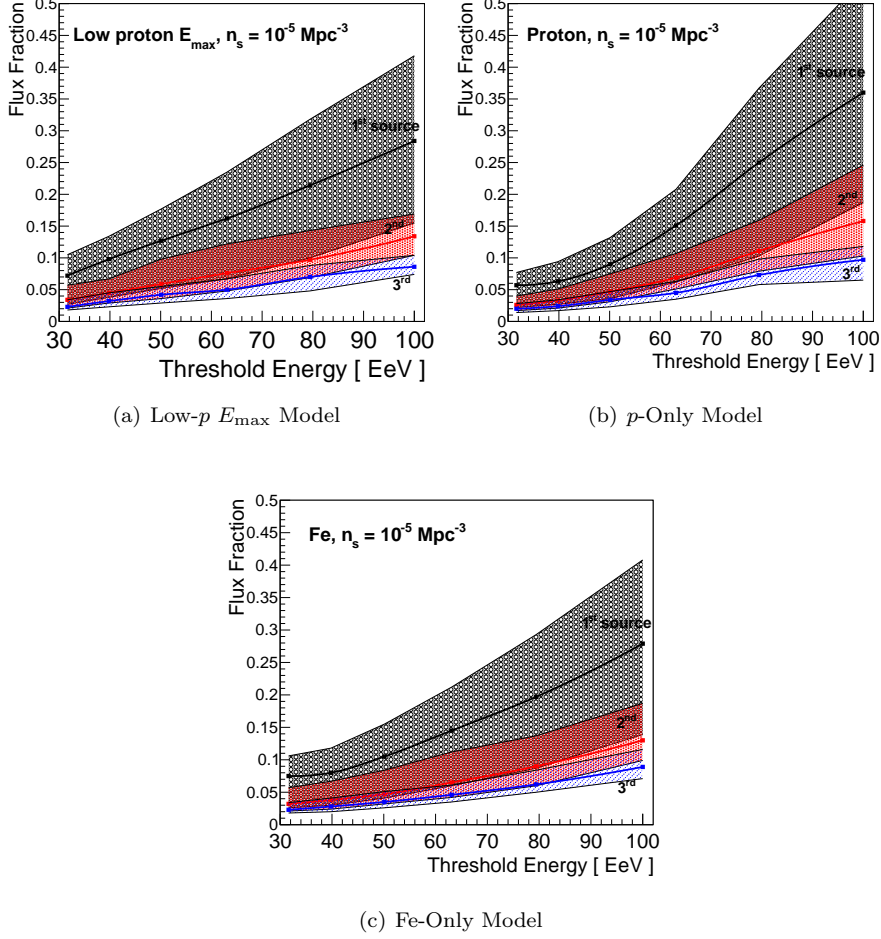 Flux Fraction
0.5
0.45
0.4
0.35
0.3
0.25
0.2
0.15
0.1
0.05
0
Low proton E_max, n_s = 10^-5 Mpc^-3
1^st source
2^nd
3^rd
30 40 50 60 70 80 90 100
Threshold Energy [ EeV ]
(a) Low-p E_max Model
Flux Fraction
0.5
0.45
0.4
0.35
0.3
0.25
0.2
0.15
0.1
0.05
0
Proton, n_s = 10^-5 Mpc^-3
1^st source
2^nd
3^rd
30 40 50 60 70 80 90 100
Threshold Energy [ EeV ]
(b) p-Only Model
Flux Fraction
0.5
0.45
0.4
0.35
0.3
0.25
0.2
0.15
0.1
0.05
0
Fe, n_s = 10^-5 Mpc^-3
1^st source
2^nd
3^rd
30 40 50 60 70 80 90 100
Threshold Energy [ EeV ]
(c) Fe-Only Model